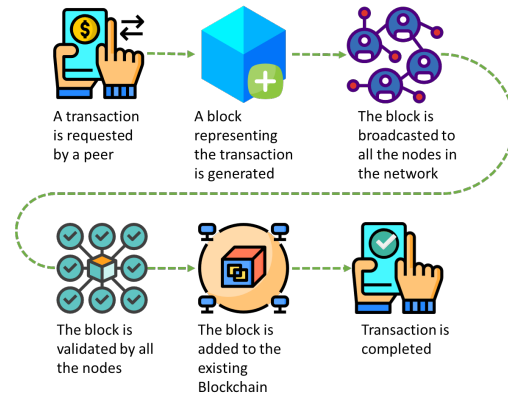 A transaction
is requested
by a peer
A block
representing
the transaction
is generated
The block is
broadcasted to
all the nodes in
the network
The block is
validated by all
the nodes
The block is
added to the
existing
Blockchain
Transaction is
completed